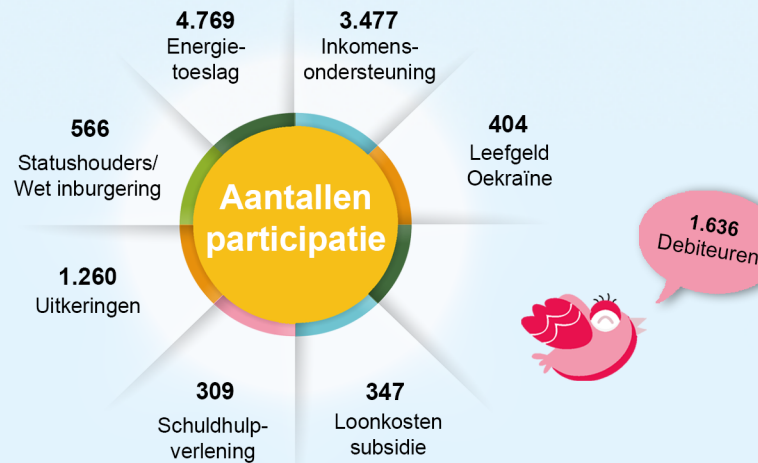 Aantallen
participatie
4.769
Energie-
toeslag
3.477
Inkomens-
ondersteuning
404
Leefgeld
Oekraïne
347
Loonkosten
subsidie
309
Schuldhulp-
verlening
1.260
Uitkeringen
566
Statushouders/
Wet inburgering
1.636
Debiteuren